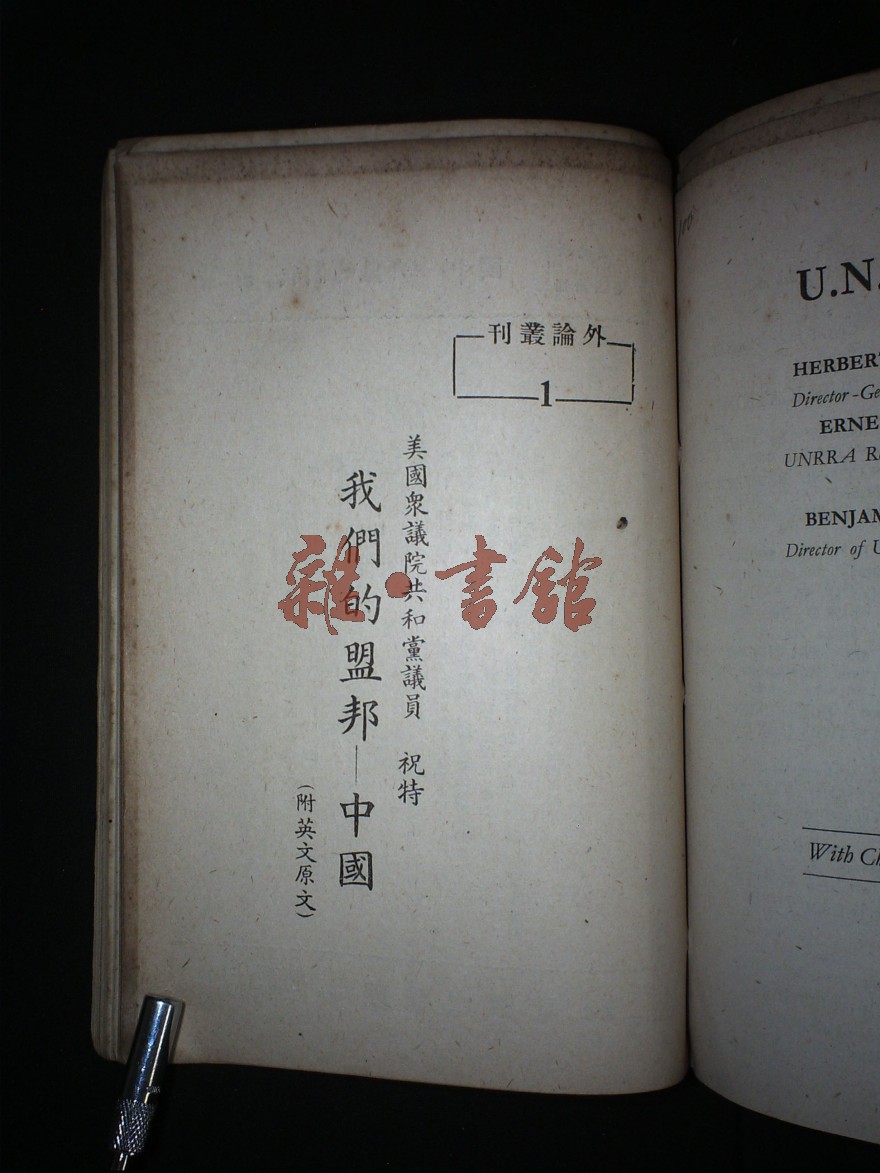 外論叢刊
1
美國衆議院共和黨議員 祝特
我們的盟邦—中國
(附英文原文)
雜·書館
U.N.
HERBERT
Director-Ge
ERNE
UNRRA R
BENJAM
Director of U
With Ch